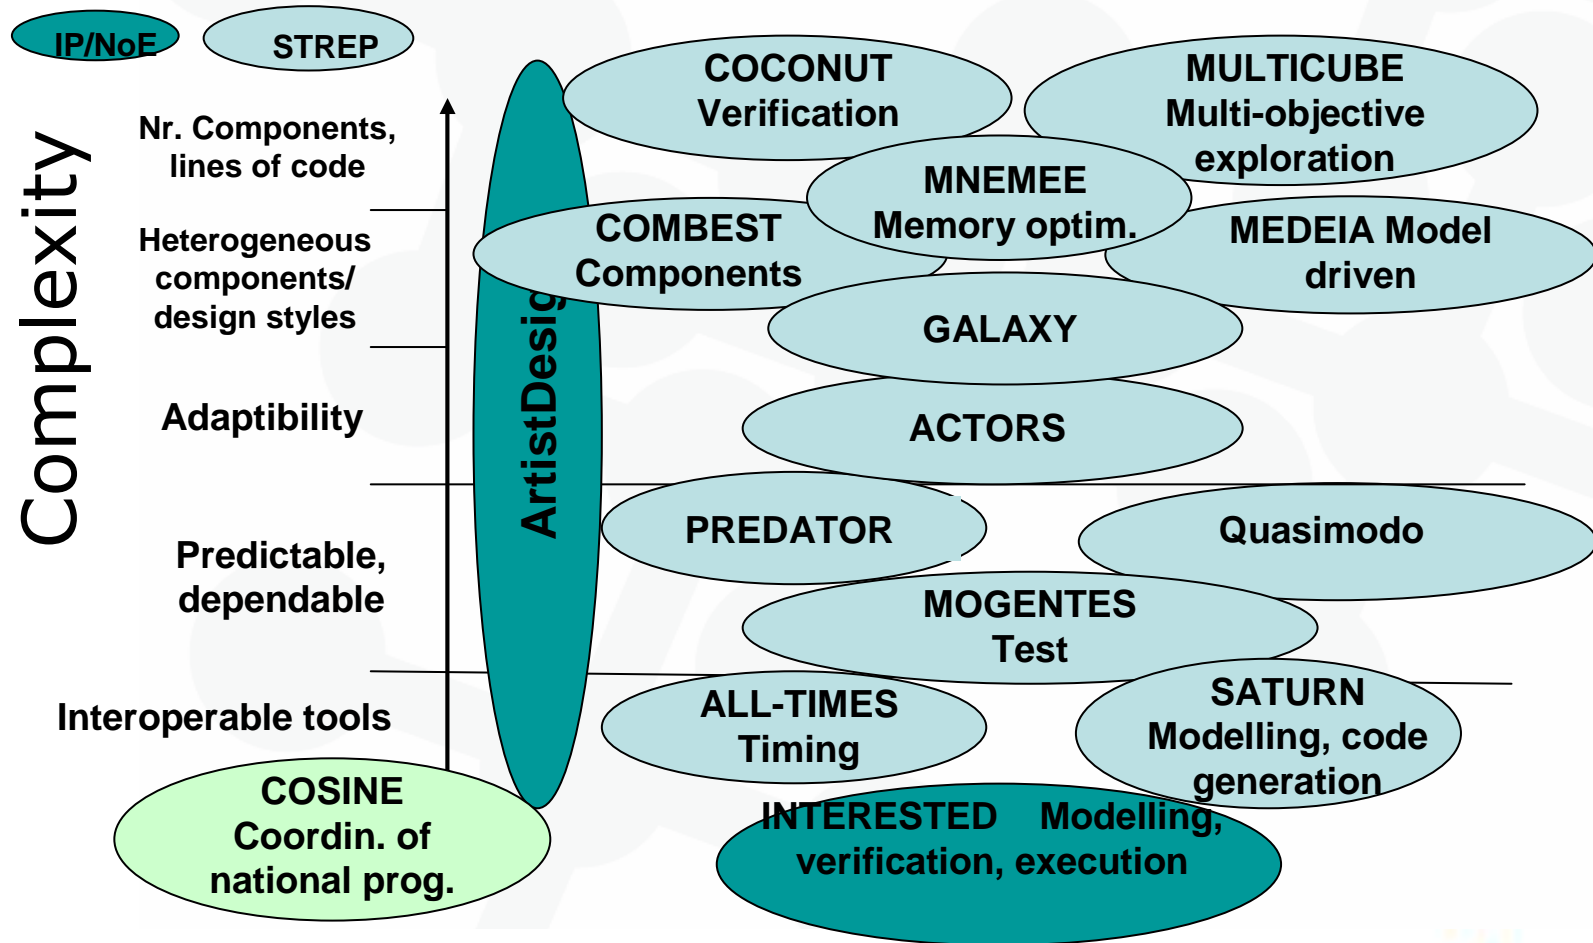 IP/NoE
STREP
Complexity
Nr. Components,
lines of code
Heterogeneous
components/
design styles
Adaptibility
Predictable,
dependable
Interoperable tools
COSINE
Coordin. of
national prog.
ArtistDesig
COCONUT
Verification
MULTICUBE
Multi-objective
exploration
MNEMEE
Memory optim.
COMBEST
Components
MEDEIA Model
driven
GALAXY
ACTORS
PREDATOR
Quasimodo
MOGENTES
Test
ALL-TIMES
Timing
SATURN
Modelling, code
generation
INTERESTED Modelling,
verification, execution